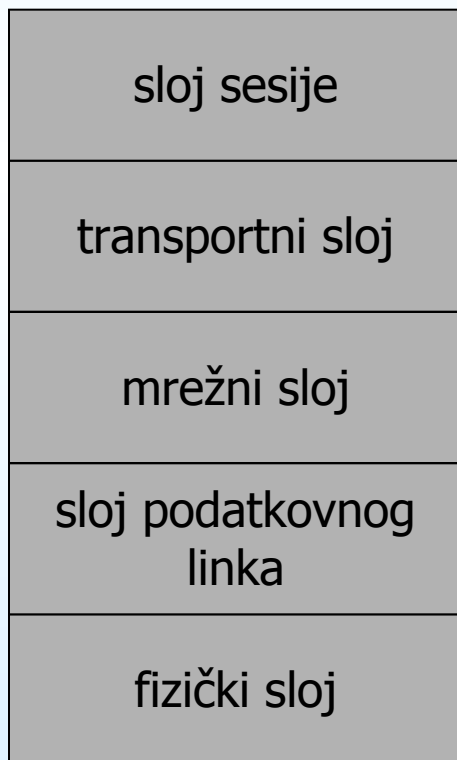 sloj sesije
transportni sloj
mrežni sloj
sloj podatkovnog
linka
fizički sloj